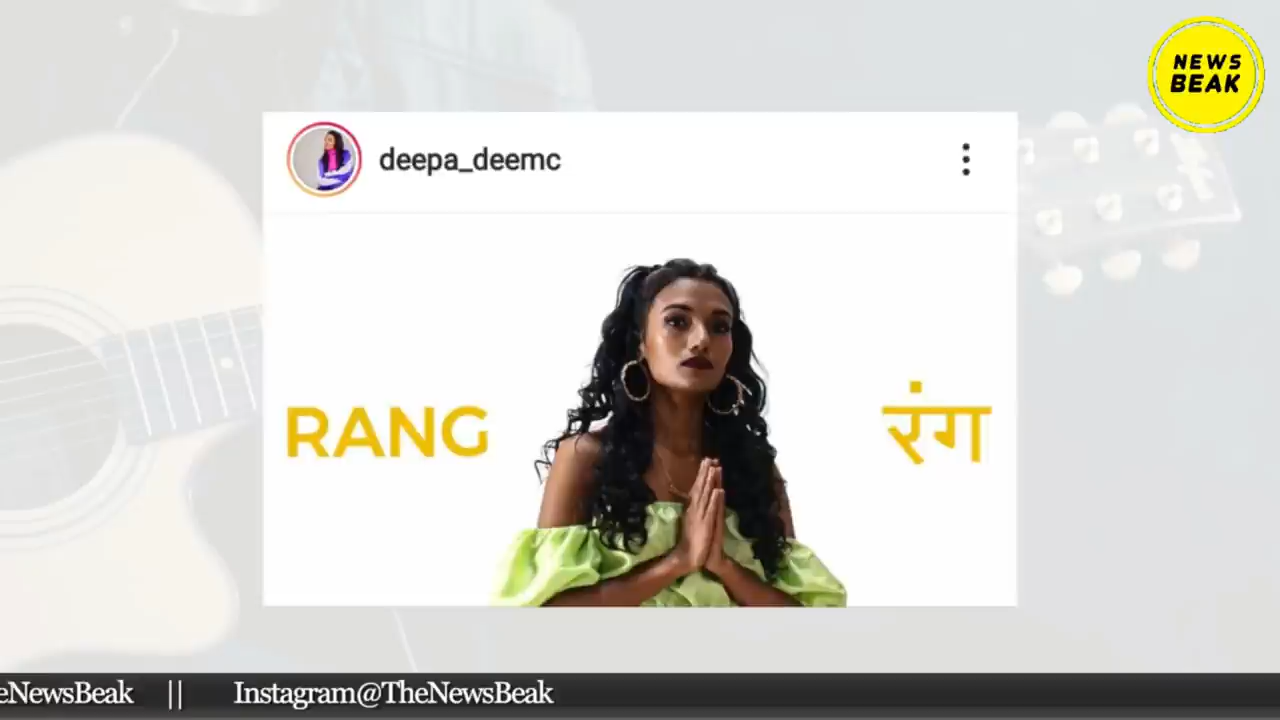 NEWS
BEAK
deepa_deemc
RANG
रंग
eNewsBeak || Instagram@TheNewsBeak